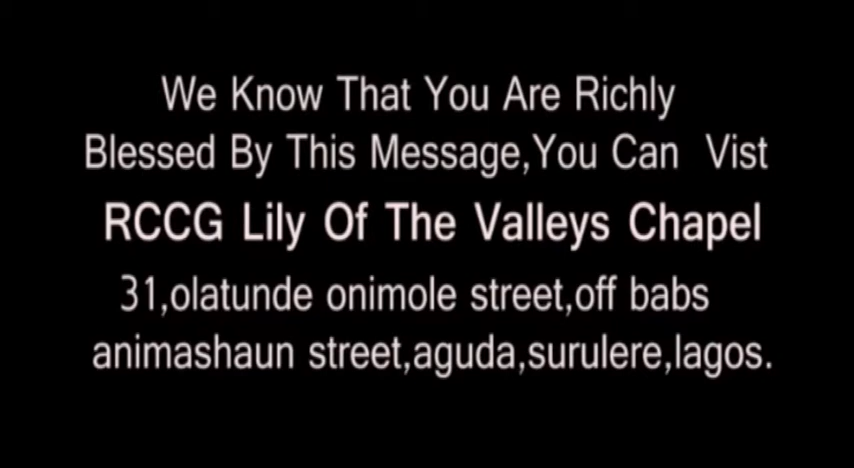 We Know That You Are Richly
Blessed By This Message,You Can Vist
RCCG Lily Of The Valleys Chapel
31,olatunde onimole street,off babs
animashaun street,aguda,surulere,lagos.